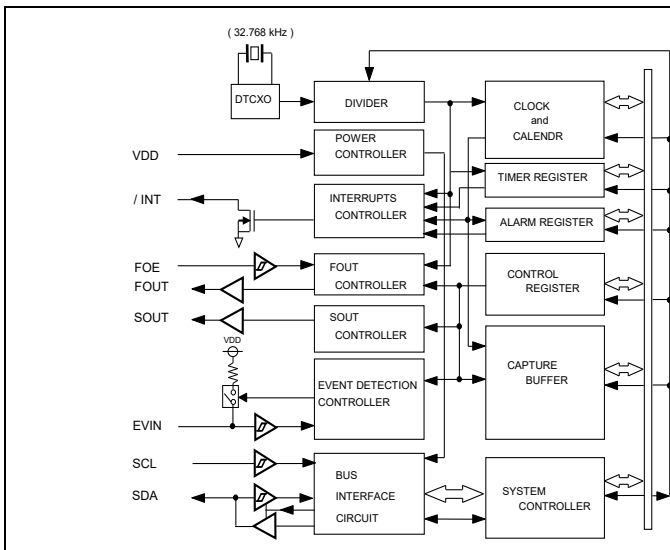 ( 32.768 kHz )
DTCXO
DIVIDER
CLOCK
and
CALENDR
VDD
POWER
CONTROLLER
TIMER REGISTER
/ INT
INTERRUPTS
CONTROLLER
ALARM REGISTER
FOE
FOUT
FOUT
CONTROLLER
CONTROL
REGISTER
SOUT
SOUT
CONTROLLER
VDD
EVENT DETECTION
CONTROLLER
CAPTURE
BUFFER
EVIN
SCL
SDA
BUS
INTERFACE
CIRCUIT
SYSTEM
CONTROLLER